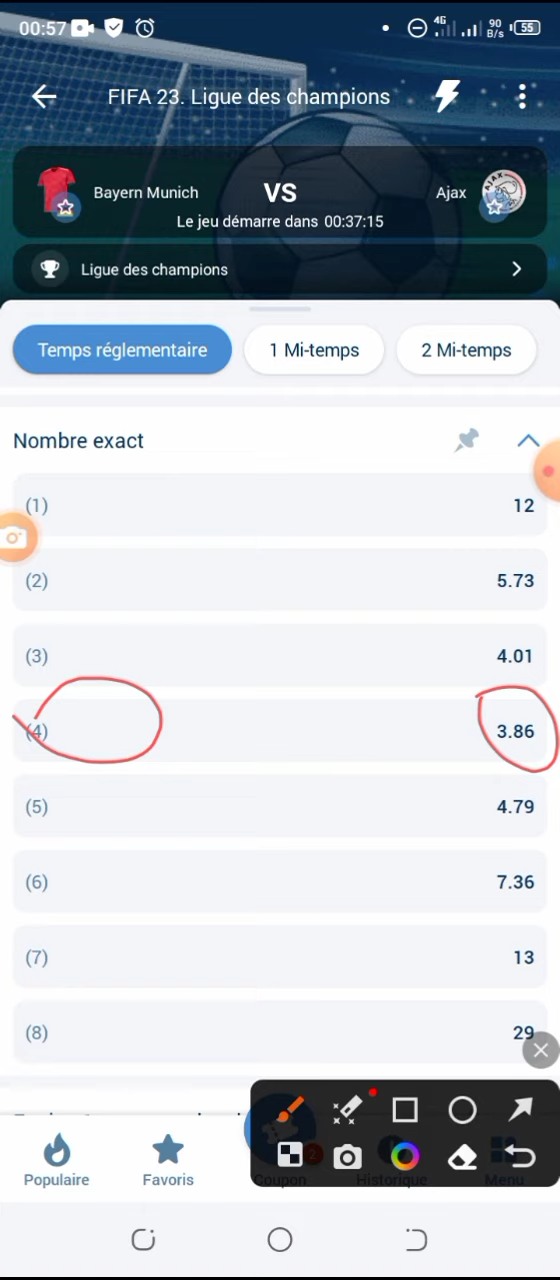 00:57
4G
90
B/s
55
FIFA 23. Ligue des champions
Bayern Munich
VS
Ajax
AJAX
Le jeu démarre dans 00:37:15
Ligue des champions
Temps réglementaire
1 Mi-temps
2 Mi-temps
Nombre exact
(1) 12
(2) 5.73
(3) 4.01
(4) 3.86
(5) 4.79
(6) 7.36
(7) 13
(8) 29
2
Populaire
Favoris
Coupon
Historique
Menu